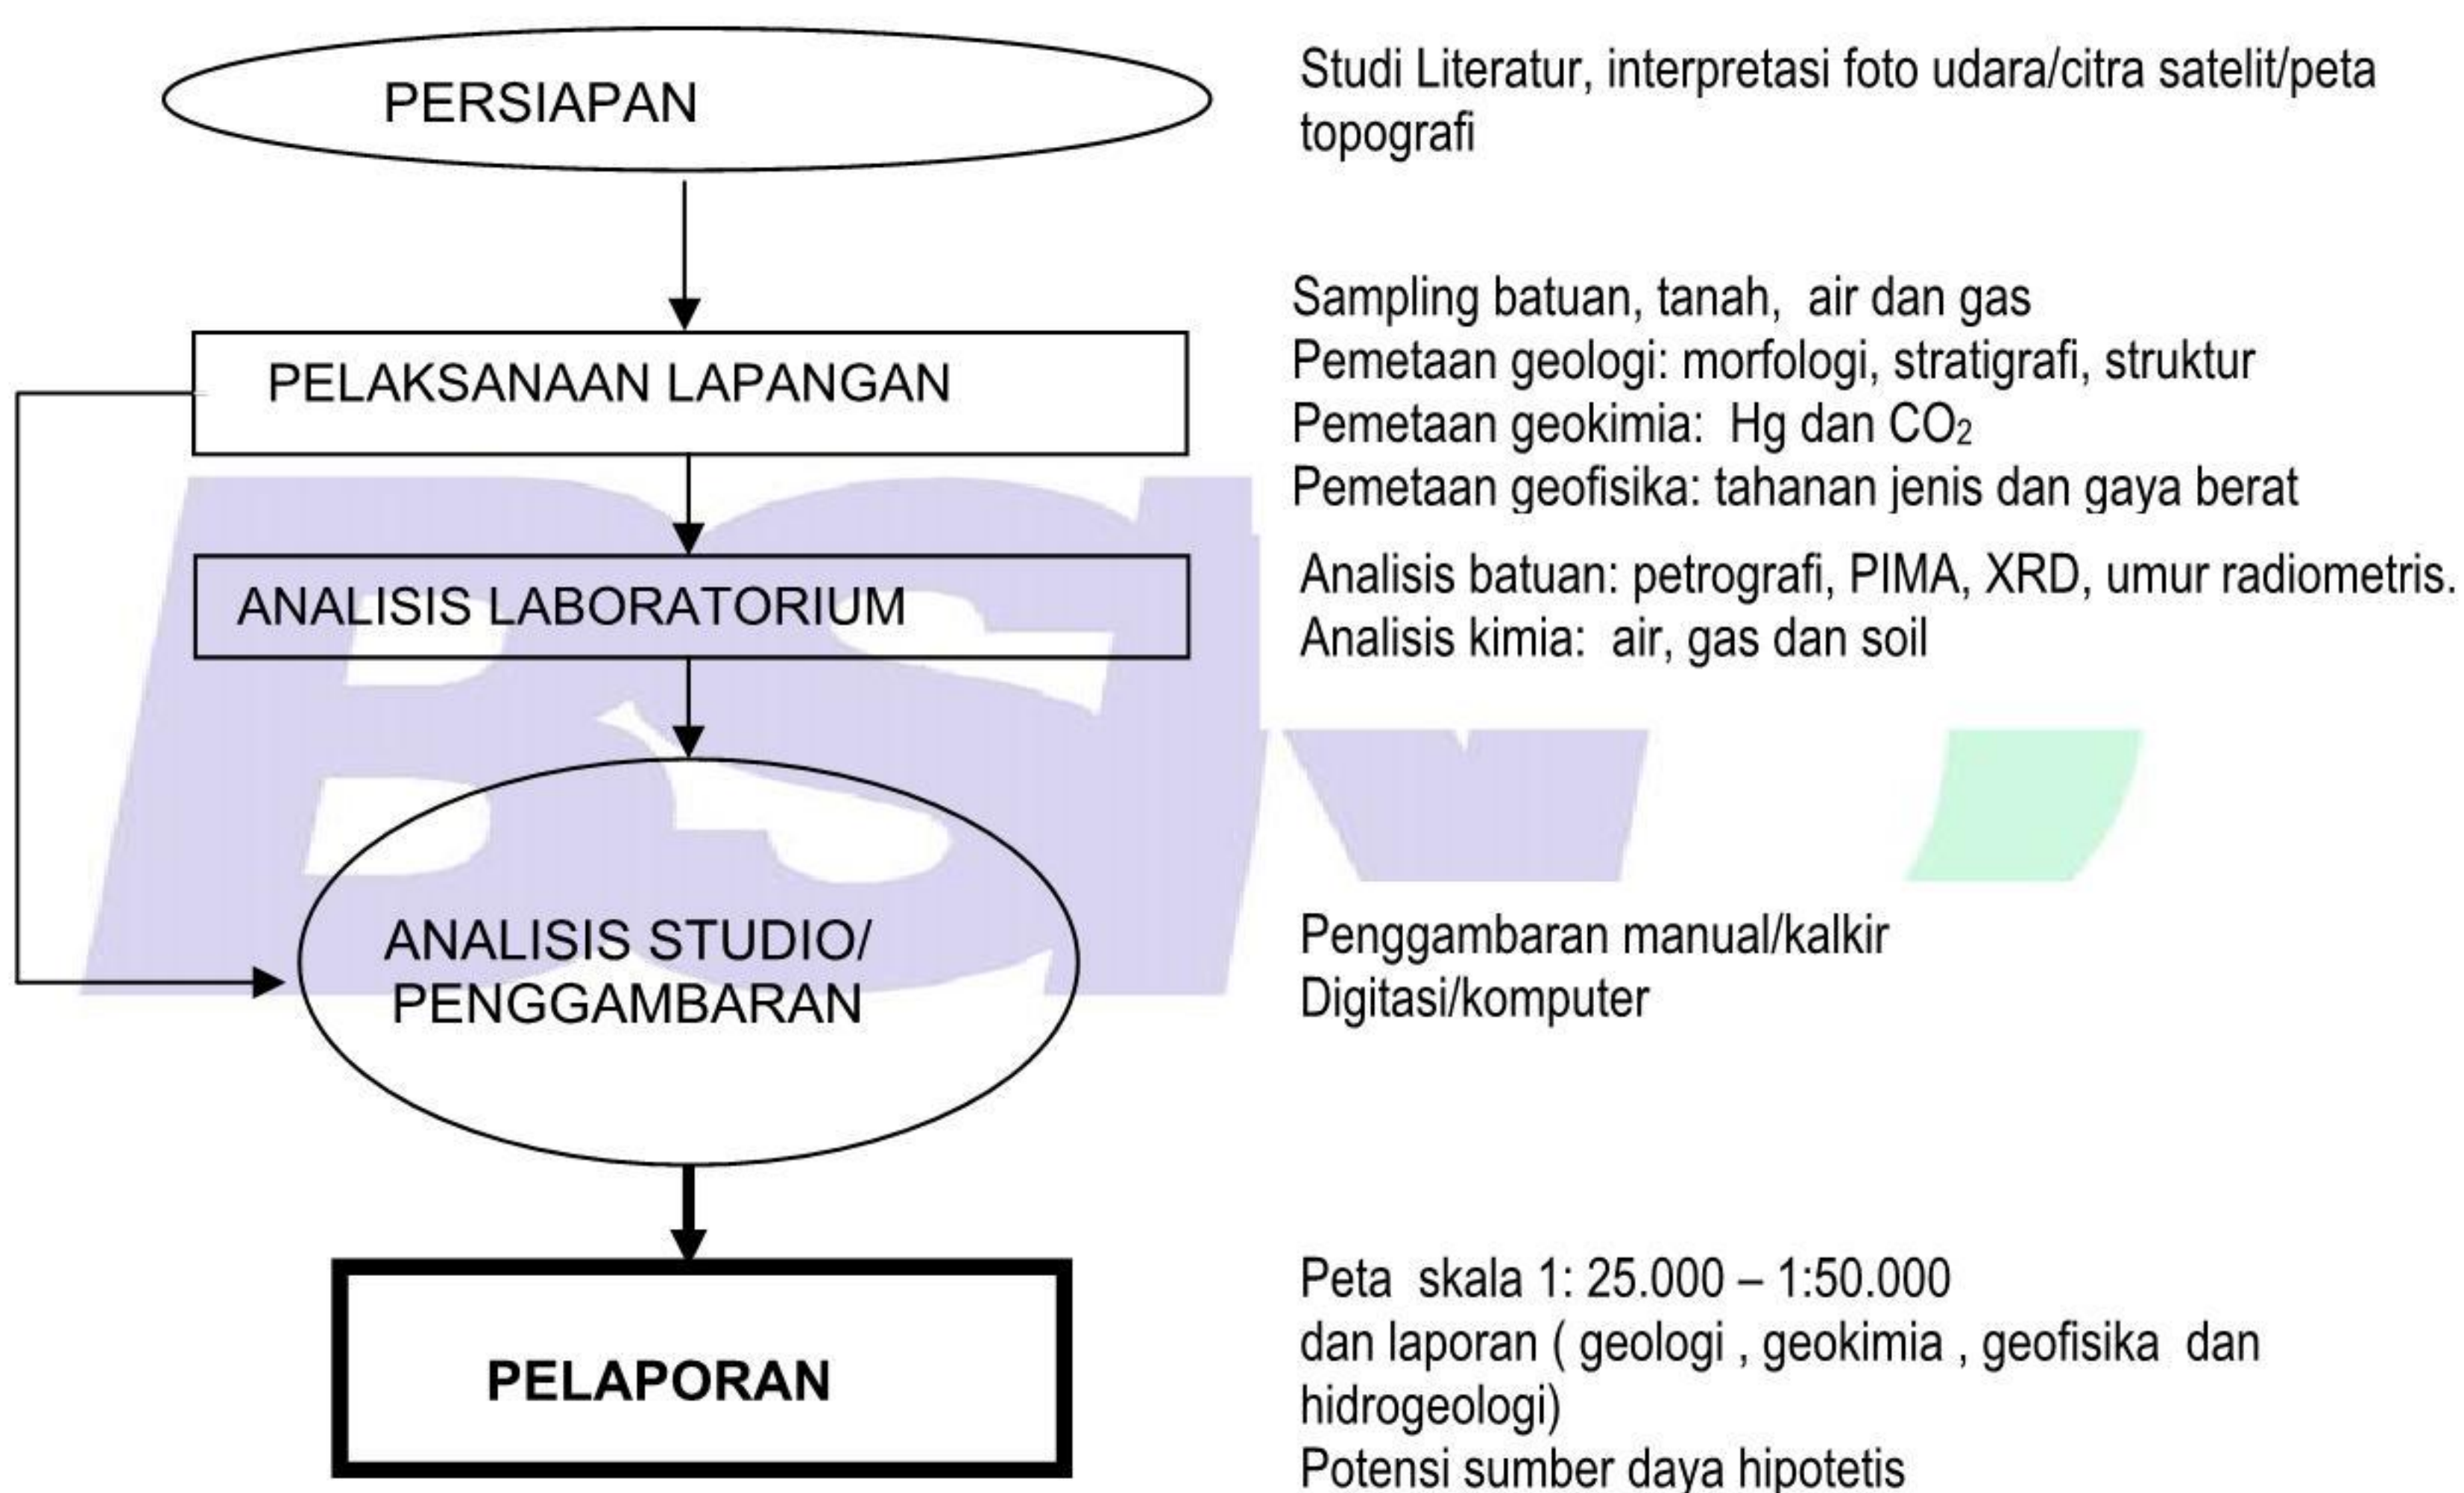 PERSIAPAN
Studi Literatur, interpretasi foto udara/citra satelit/peta
topografi
PELAKSANAAN LAPANGAN
Sampling batuan, tanah, air dan gas
Pemetaan geologi: morfologi, stratigrafi, struktur
Pemetaan geokimia: Hg dan CO₂
Pemetaan geofisika: tahanan jenis dan gaya berat
ANALISIS LABORATORIUM
Analisis batuan: petrografi, PIMA, XRD, umur radiometris.
Analisis kimia: air, gas dan soil
ANALISIS STUDIO/
PENGGAMBARAN
Penggambaran manual/kalkir
Digitasi/komputer
PELAPORAN
Peta skala 1: 25.000 – 1:50.000
dan laporan ( geologi , geokimia , geofisika dan
hidrogeologi)
Potensi sumber daya hipotetis